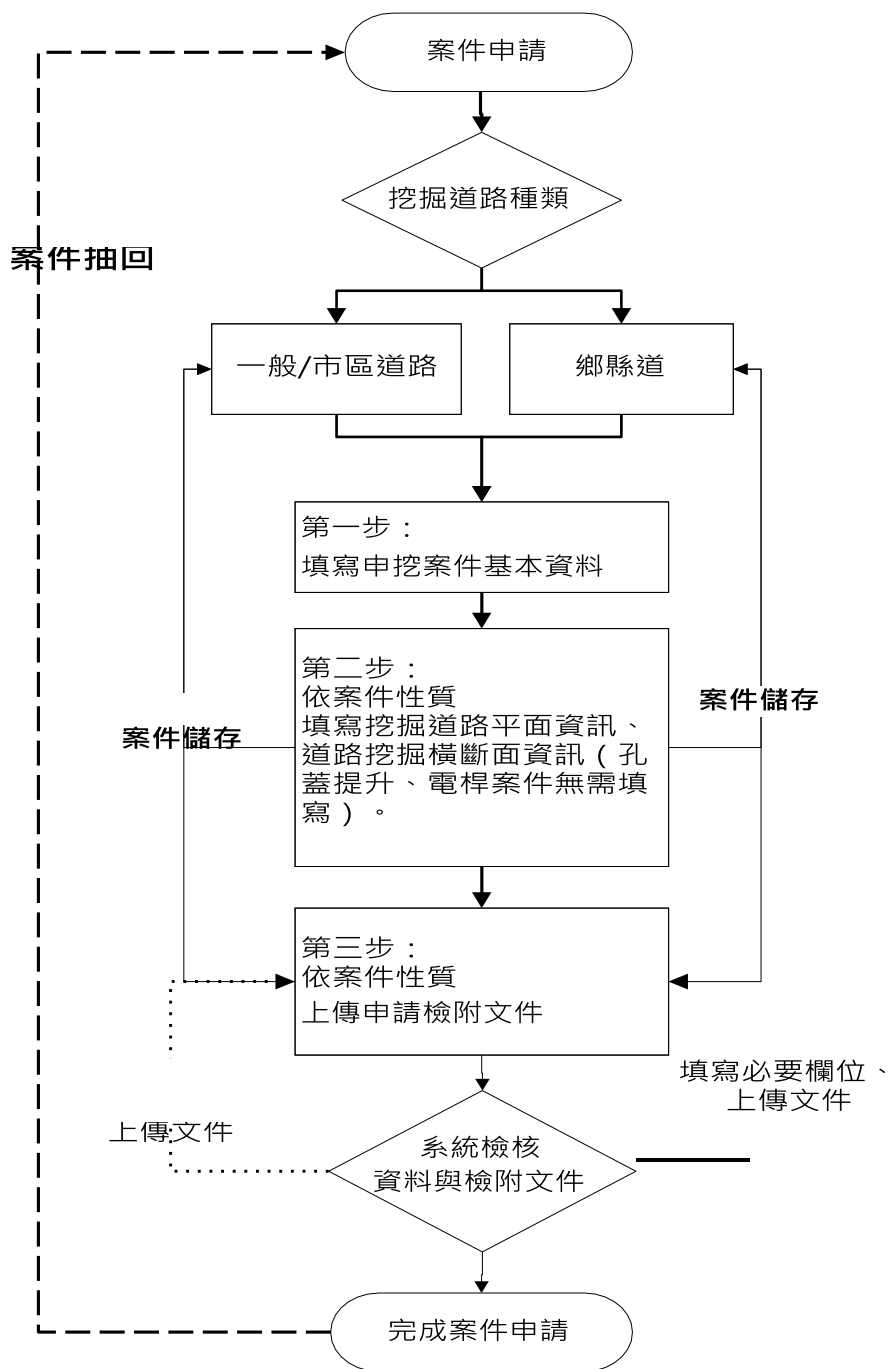 案件申請
挖掘道路種類
案件抽回
一般/市區道路
鄉縣道
第一步：
填寫申挖案件基本資料
第二步：
依案件性質
填寫挖掘道路平面資訊、
道路挖掘橫斷面資訊（孔
蓋提升、電桿案件無需填
寫）。
案件儲存
案件儲存
第三步：
依案件性質
上傳申請檢附文件
填寫必要欄位、
上傳文件
上傳文件
系統檢核
資料與檢附文件
完成案件申請